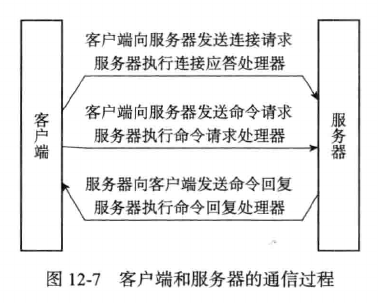 客户端向服务器发送连接请求
服务器执行连接应答处理器
客户端
客户端向服务器发送命令请求
服务器执行命令请求处理器
服务器
服务器向客户端发送命令回复
服务器执行命令回复处理器
图 12-7 客户端和服务器的通信过程